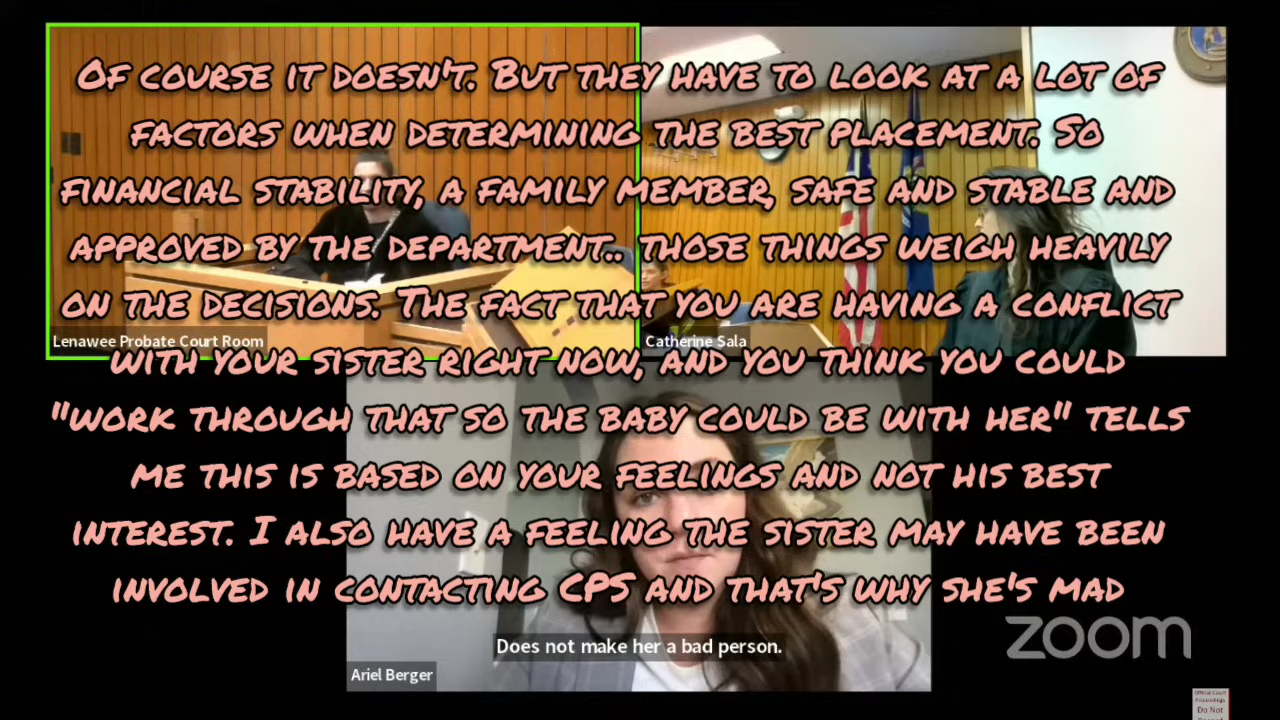 Of course it doesn't. But they have to look at a lot of
factors when determining the best placement. So
financial stability, a family member, safe and stable and
approved by the department.. those things weigh heavily
on the decisions. The fact that you are having a conflict
Lenawee Probate Court Room
Catherine Sala
with your sister right now, and you think you could
"work through that so the baby could be with her" tells
me this is based on your feelings and not his best
interest. I also have a feeling the sister may have been
involved in contacting CPS and that's why she's mad
Does not make her a bad person.
zoom
Ariel Berger
Official Court
Proceedings
Do Not